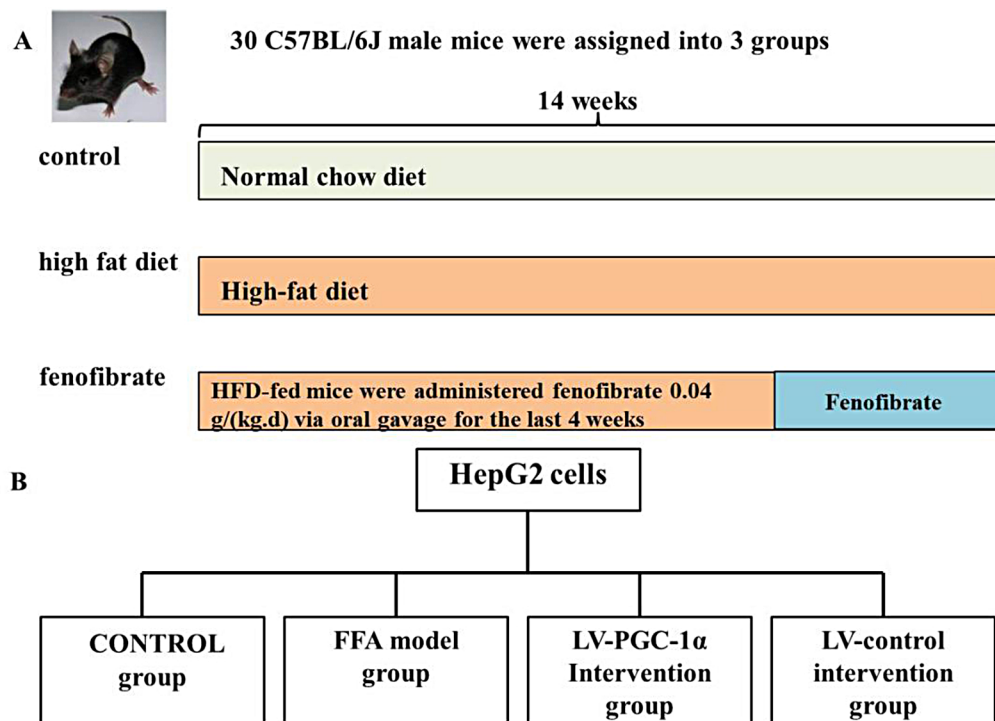 A
30 C57BL/6J male mice were assigned into 3 groups
14 weeks
control
Normal chow diet
high fat diet
High-fat diet
fenofibrate
HFD-fed mice were administered fenofibrate 0.04
g/(kg.d) via oral gavage for the last 4 weeks
Fenofibrate
B
HepG2 cells
CONTROL
group
FFA model
group
LV-PGC-1α
Intervention
group
LV-control
intervention
group